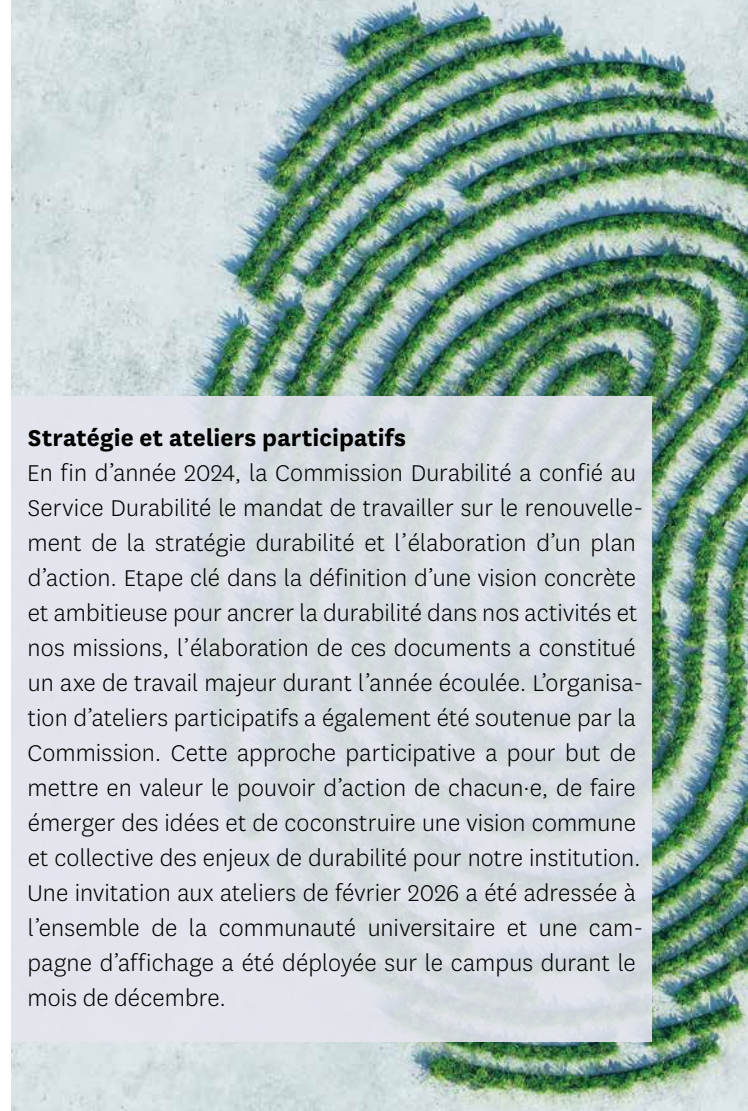 Stratégie et ateliers participatifs
En fin d’année 2024, la Commission Durabilité a confié au
Service Durabilité le mandat de travailler sur le renouvelle-
ment de la stratégie durabilité et l’élaboration d’un plan
d’action. Etape clé dans la définition d’une vision concrète
et ambitieuse pour ancrer la durabilité dans nos activités et
nos missions, l’élaboration de ces documents a constitué
un axe de travail majeur durant l’année écoulée. L’organisa-
tion d’ateliers participatifs a également été soutenue par la
Commission. Cette approche participative a pour but de
mettre en valeur le pouvoir d’action de chacun·e, de faire
émerger des idées et de coconstruire une vision commune
et collective des enjeux de durabilité pour notre institution.
Une invitation aux ateliers de février 2026 a été adressée à
l’ensemble de la communauté universitaire et une cam-
pagne d’affichage a été déployée sur le campus durant le
mois de décembre.